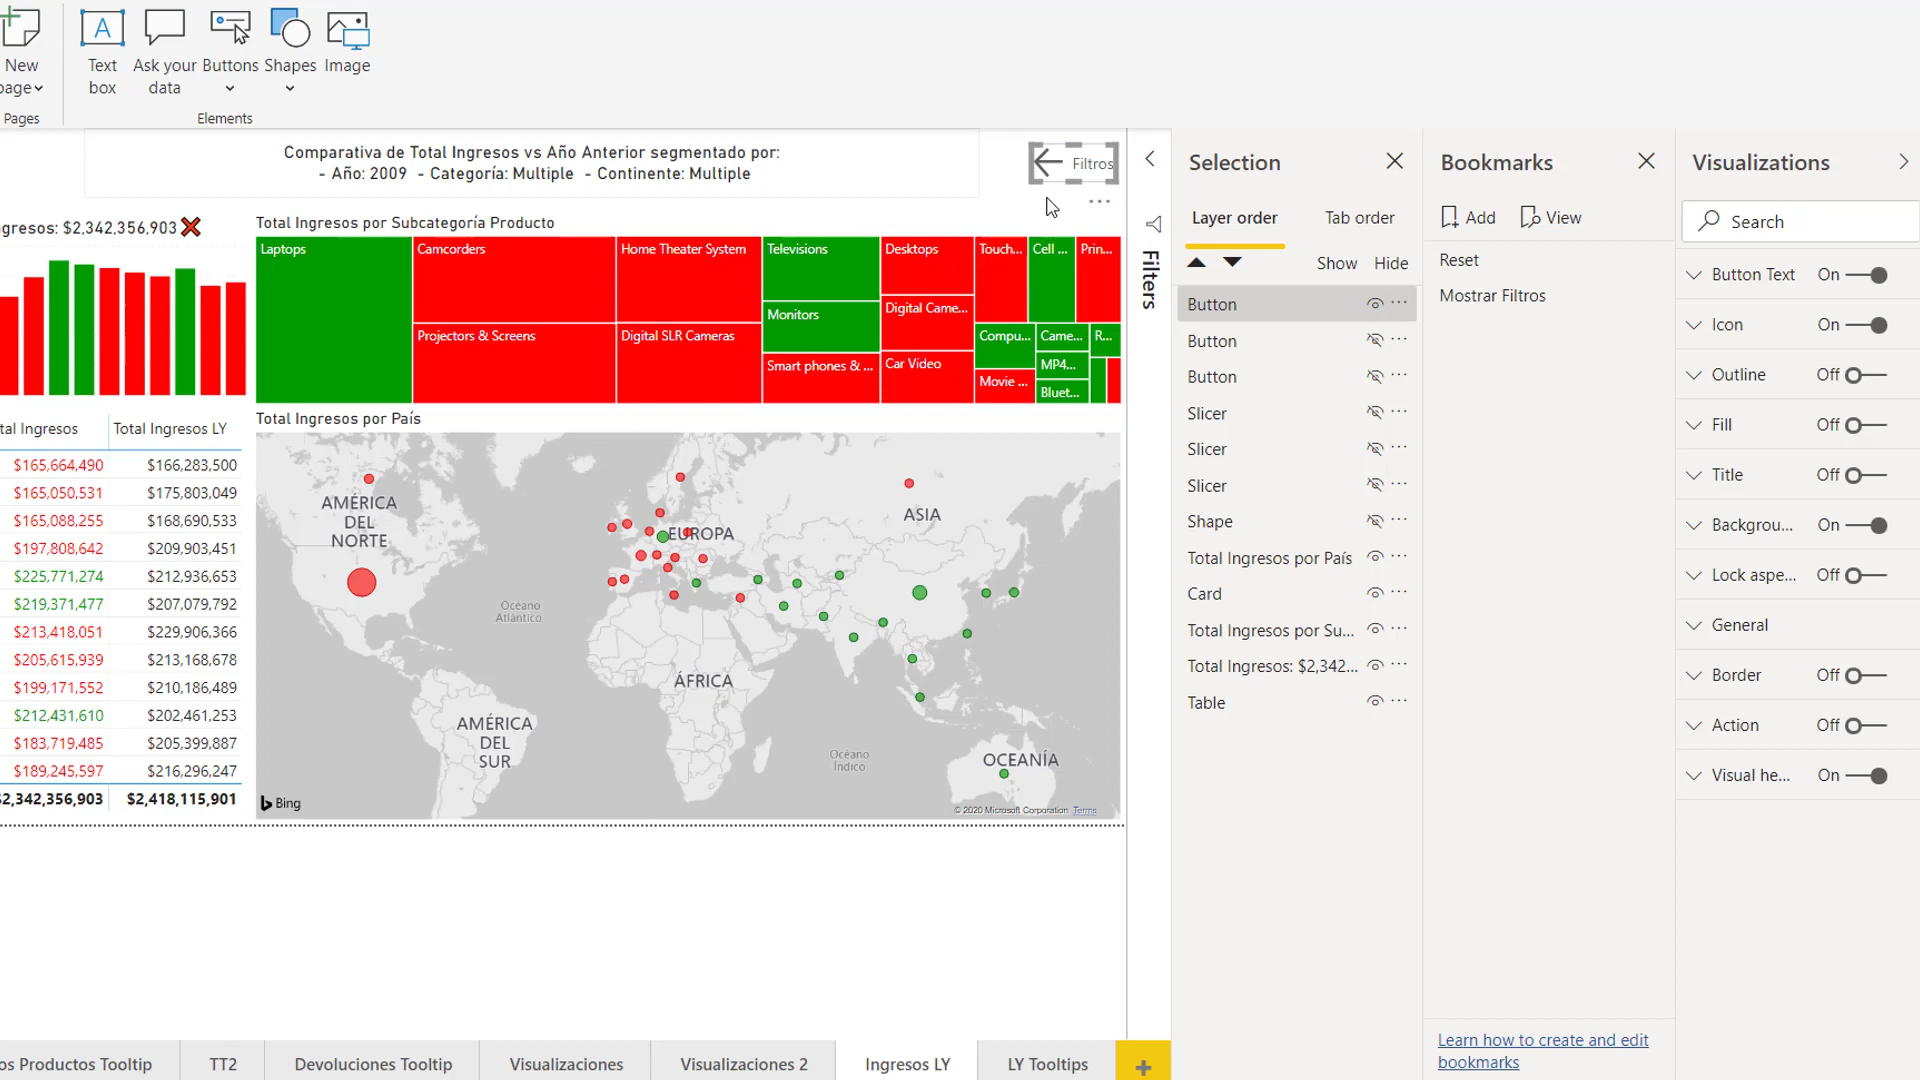 New
page
Pages
Text
box
Ask your
data
Buttons
Shapes
Image
Elements
Comparativa de Total Ingresos vs Año Anterior segmentado por:
- Año: 2009 - Categoría: Multiple - Continente: Multiple
Filtros
gresos: $2,342,356,903
Total Ingresos por Subcategoría Producto
Laptops
Camcorders
Home Theater System
Televisions
Desktops
Touch...
Cell ...
Prin...
Monitors
Digital Came...
Projectors & Screens
Digital SLR Cameras
Smart phones & ...
Car Video
Compu...
Came...
R...
MP4...
Movie ...
Bluet...
tal Ingresos Total Ingresos LY
$165,664,490 $166,283,500
$165,050,531 $175,803,049
$165,088,255 $168,690,533
$197,808,642 $209,903,451
$225,771,274 $212,936,653
$219,371,477 $207,079,792
$213,418,051 $229,906,366
$205,615,939 $213,168,678
$199,171,552 $210,186,489
$212,431,610 $202,461,253
$183,719,485 $205,399,887
$189,245,597 $216,296,247
$2,342,356,903 $2,418,115,901
Total Ingresos por País
AMÉRICA
DEL
NORTE
EUROPA
ASIA
Océano
Atlántico
ÁFRICA
AMÉRICA
DEL
SUR
Océano
Índico
OCEANÍA
Bing
© 2020 Microsoft Corporation Terms
Filters
Selection
Layer order Tab order
Show Hide
Button
Button
Button
Slicer
Slicer
Slicer
Shape
Total Ingresos por País
Card
Total Ingresos por Su...
Total Ingresos: $2,342...
Table
Bookmarks
Add View
Reset
Mostrar Filtros
Learn how to create and edit
bookmarks
Visualizations
Search
Button Text On
Icon On
Outline Off
Fill Off
Title Off
Backgrou... On
Lock aspe... Off
General
Border Off
Action Off
Visual he... On
os Productos Tooltip
TT2
Devoluciones Tooltip
Visualizaciones
Visualizaciones 2
Ingresos LY
LY Tooltips